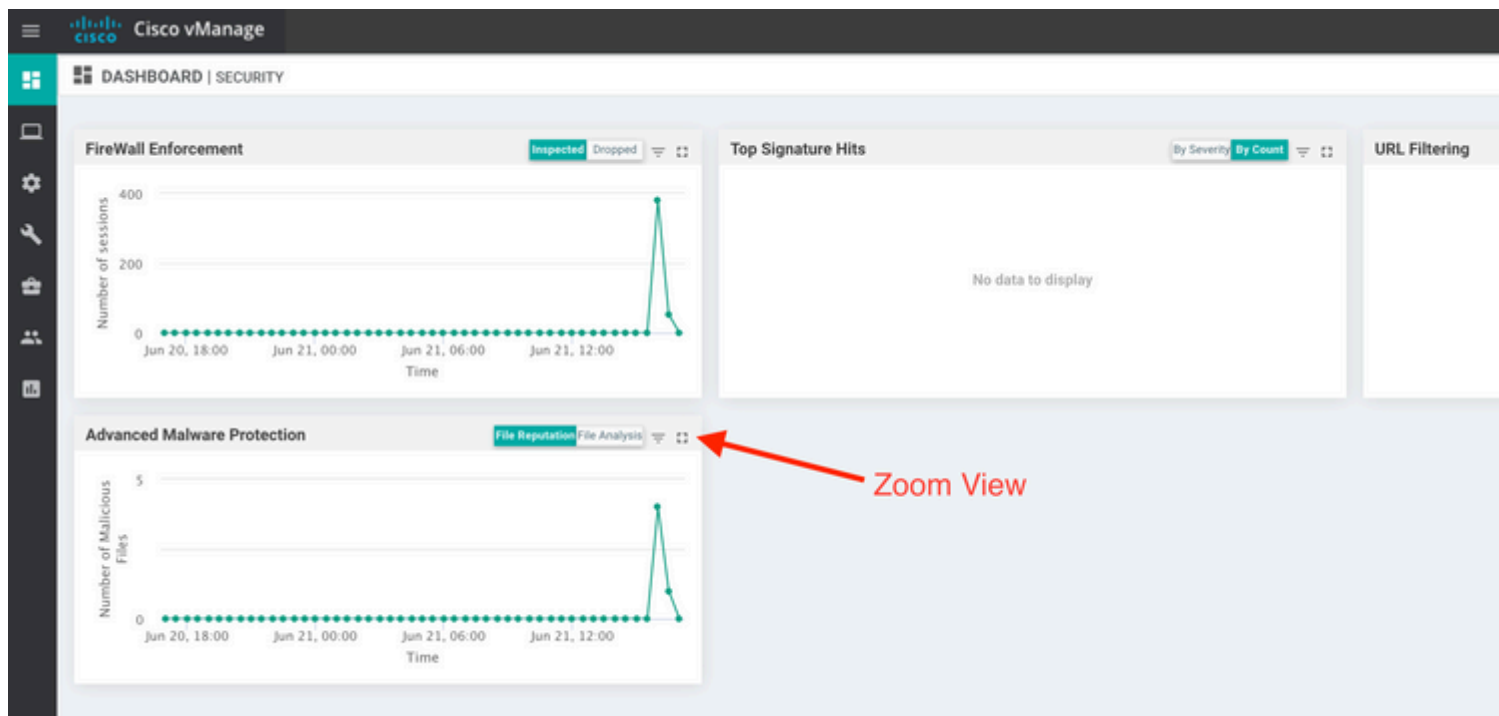 cisco Cisco vManage
DASHBOARD | SECURITY
FireWall Enforcement Inspected Dropped
400
200
0
Number of sessions
Jun 20, 18:00 Jun 21, 00:00 Jun 21, 06:00 Jun 21, 12:00
Time
Top Signature Hits By Severity By Count
No data to display
URL Filtering
Advanced Malware Protection File Reputation File Analysis
5
0
Number of Malicious
Files
Jun 20, 18:00 Jun 21, 00:00 Jun 21, 06:00 Jun 21, 12:00
Time
Zoom View